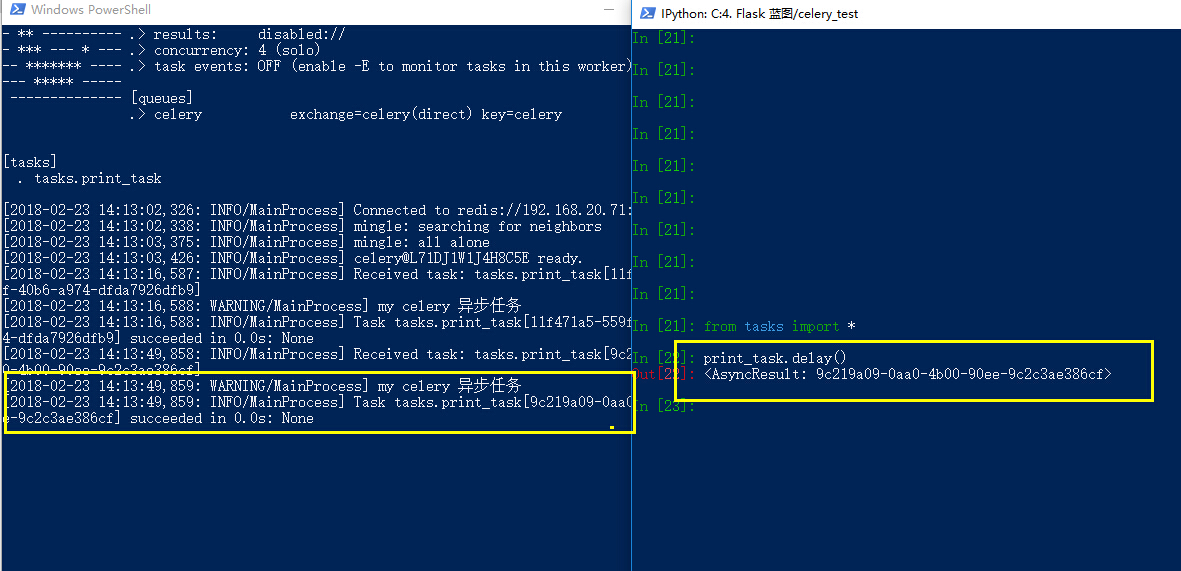 Windows PowerShell
- ** ---------- .> results:     disabled://
- *** --- * --- .> concurrency: 4 (solo)
-- ******* ---- .> task events: OFF (enable -E to monitor tasks in this worker)
--- ***** -----
 -------------- [queues]
                .> celery           exchange=celery(direct) key=celery
[tasks]
  . tasks.print_task
[2018-02-23 14:13:02,326: INFO/MainProcess] Connected to redis://192.168.20.71:
[2018-02-23 14:13:02,338: INFO/MainProcess] mingle: searching for neighbors
[2018-02-23 14:13:03,375: INFO/MainProcess] mingle: all alone
[2018-02-23 14:13:03,426: INFO/MainProcess] celery@L71DJ1W1J4H8C5E ready.
[2018-02-23 14:13:16,587: INFO/MainProcess] Received task: tasks.print_task[11f
f-40b6-a974-dfda7926dfb9]
[2018-02-23 14:13:16,588: WARNING/MainProcess] my celery 异步任务
[2018-02-23 14:13:16,588: INFO/MainProcess] Task tasks.print_task[11f471a5-559f
4-dfda7926dfb9] succeeded in 0.0s: None
[2018-02-23 14:13:49,858: INFO/MainProcess] Received task: tasks.print_task[9c2
0-4b00-90ee-9c2c3ae386cf]
[2018-02-23 14:13:49,859: WARNING/MainProcess] my celery 异步任务
[2018-02-23 14:13:49,859: INFO/MainProcess] Task tasks.print_task[9c219a09-0aa0
e-9c2c3ae386cf] succeeded in 0.0s: None
IPython: C:4. Flask 蓝图/celery_test
In [21]:
In [21]:
In [21]:
In [21]:
In [21]:
In [21]:
In [21]:
In [21]:
In [21]:
In [21]: from tasks import *
In [22]: print_task.delay()
Out[22]: <AsyncResult: 9c219a09-0aa0-4b00-90ee-9c2c3ae386cf>
In [23]: